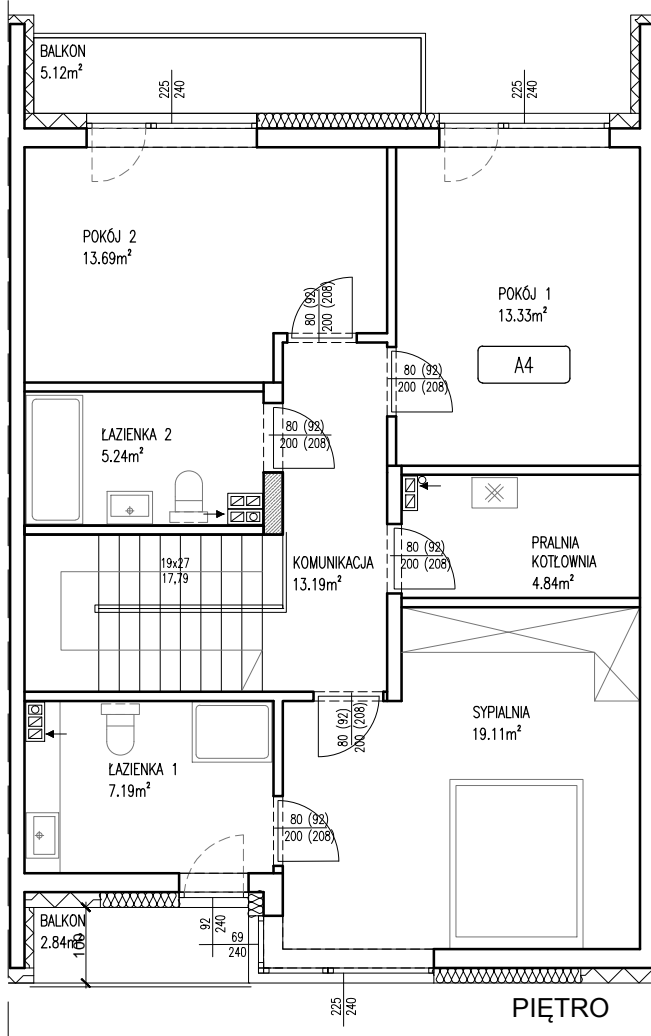 BALKON
5.12m²
225
240
225
240
POKÓJ 2
13.69m²
POKÓJ 1
13.33m²
80 (92)
200 (208)
A4
80 (92)
200 (208)
ŁAZIENKA 2
5.24m²
80 (92)
200 (208)
KOMUNIKACJA
13.19m²
19x27
17,79
80 (92)
200 (208)
PRALNIA
KOTŁOWNIA
4.84m²
SYPIALNIA
19.11m²
80 (92)
200 (208)
ŁAZIENKA 1
7.19m²
80 (92)
200 (208)
BALKON
2.84m²
100
92
240
69
240
225
240
PIĘTRO